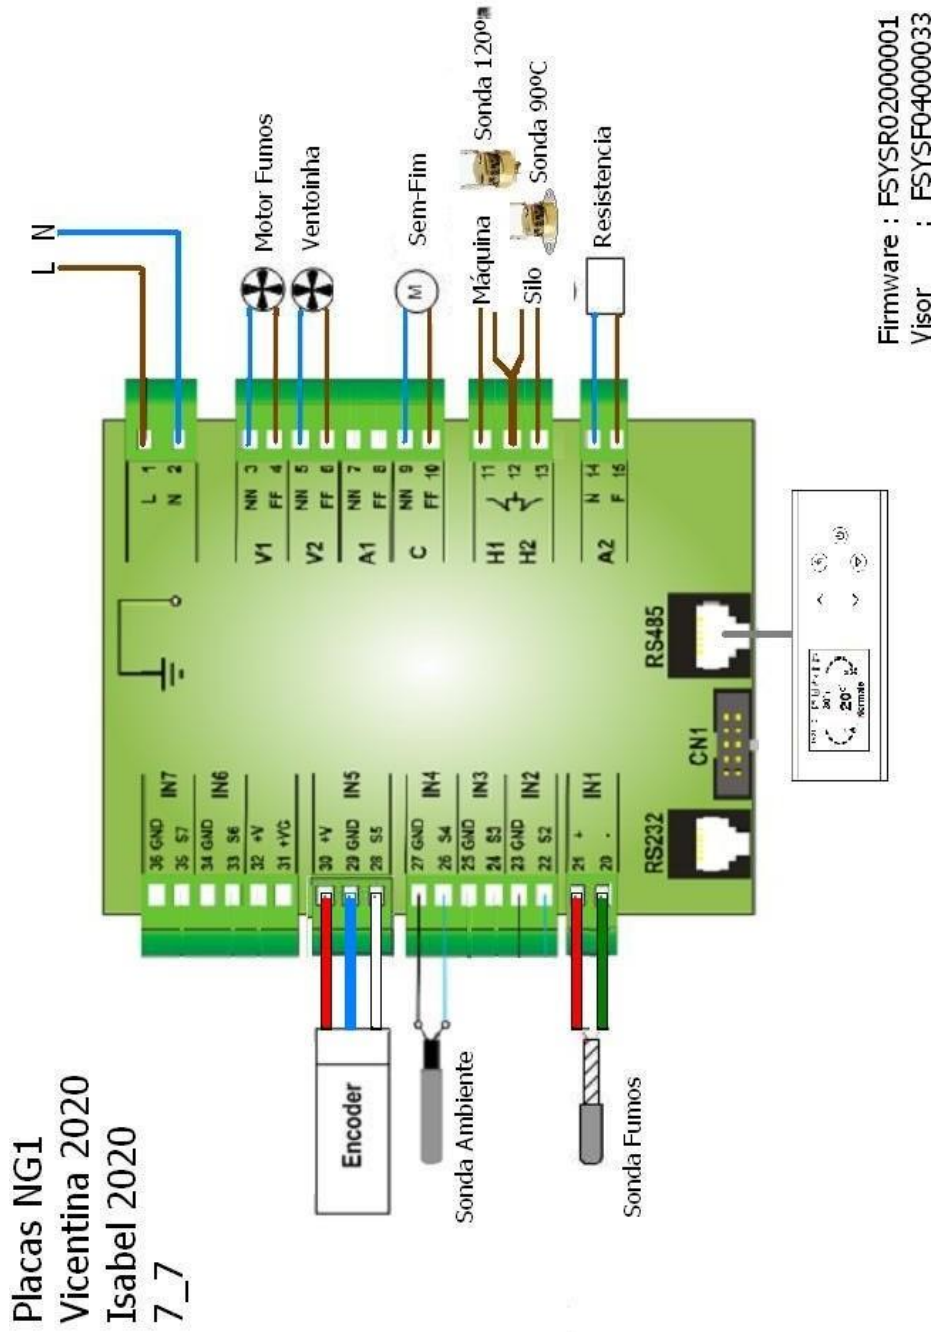 Placas NG1
Vicentina 2020
Isabel 2020
7_7
L
N
Motor Fumos
Ventoinha
Sem-Fim
M
Máquina
Sonda 120º
Silo
Sonda 90ºC
Resistencia
L 1
N 2
V1
NN 3
FF 4
V2
NN 5
FF 6
A1
NN 7
FF 8
C
NN 9
FF 10
H1
H2
11
12
13
A2
N 14
F 15
36 GND
35 S7
IN7
34 GND
33 S6
IN6
32 +V
31 +VG
30 +V
29 GND
28 S5
IN5
27 GND
26 S4
IN4
25 GND
24 S3
IN3
23 GND
22 S2
IN2
21 +
20 -
IN1
RS232
CN1
RS485
20°
Normale
Encoder
Sonda Ambiente
Sonda Fumos
Firmware : FSYSR02000001
Visor : FSYSF04000033